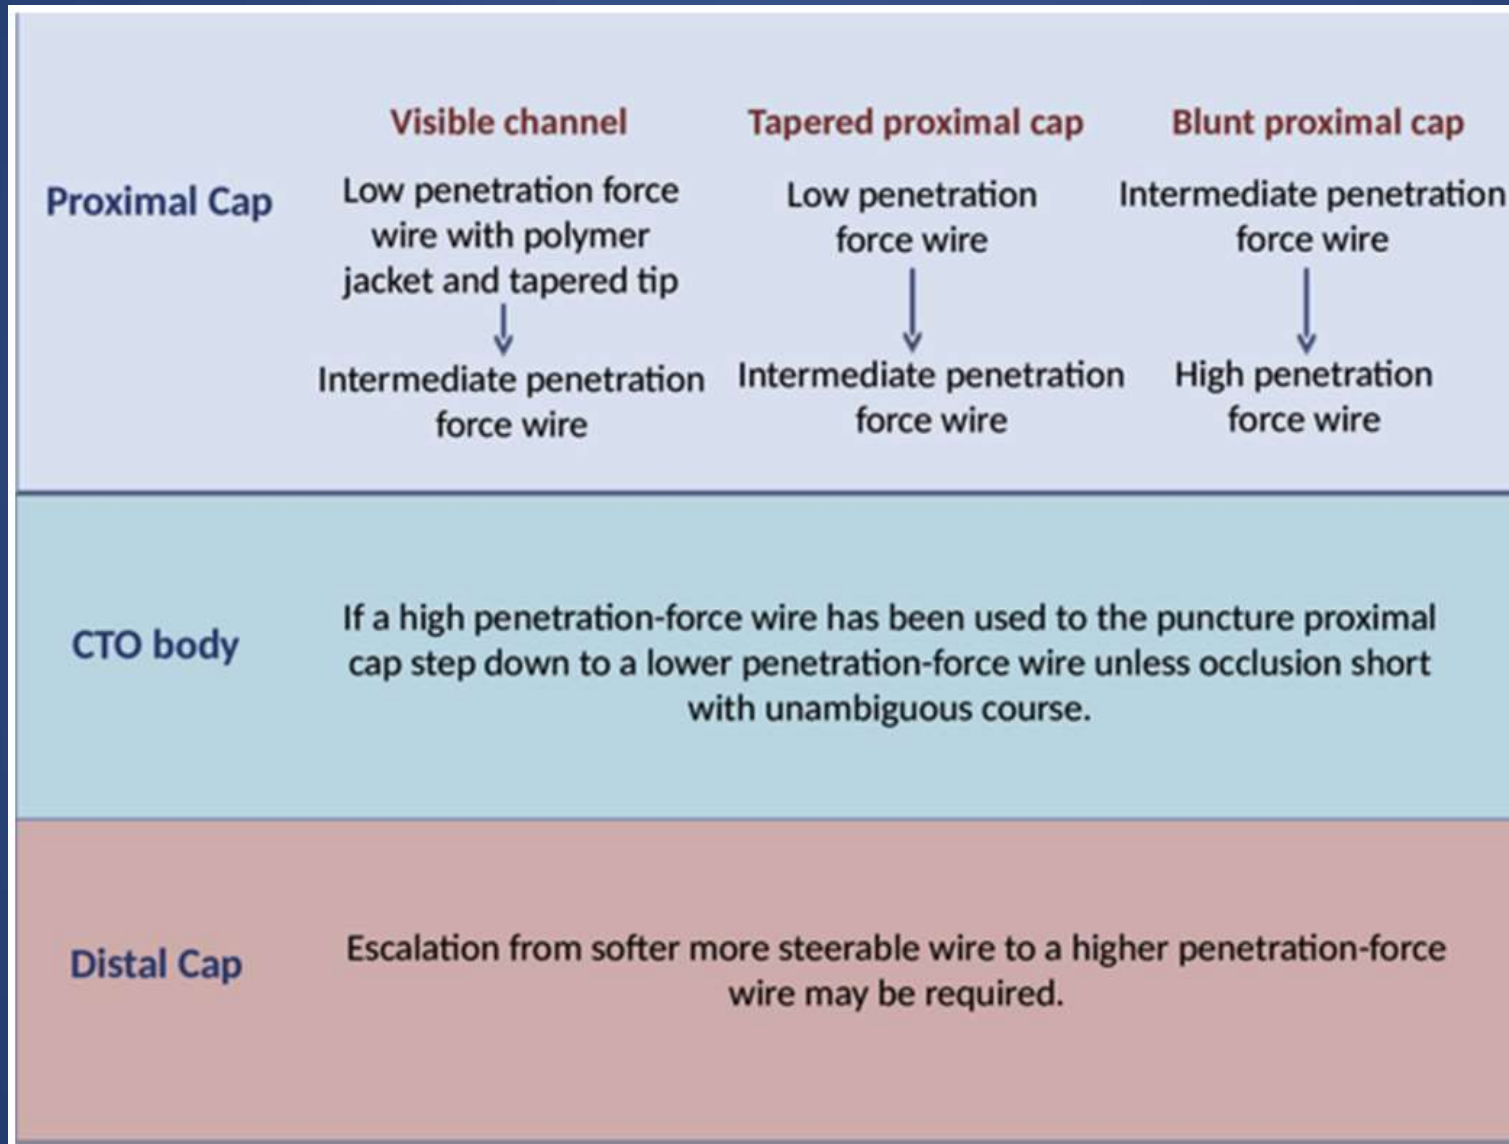 Visible channel
Tapered proximal cap
Blunt proximal cap
Proximal Cap
Low penetration force
wire with polymer
jacket and tapered tip
Intermediate penetration
force wire
Low penetration
force wire
Intermediate penetration
force wire
Intermediate penetration
force wire
High penetration
force wire
CTO body
If a high penetration-force wire has been used to the puncture proximal
cap step down to a lower penetration-force wire unless occlusion short
with unambiguous course.
Distal Cap
Escalation from softer more steerable wire to a higher penetration-force
wire may be required.